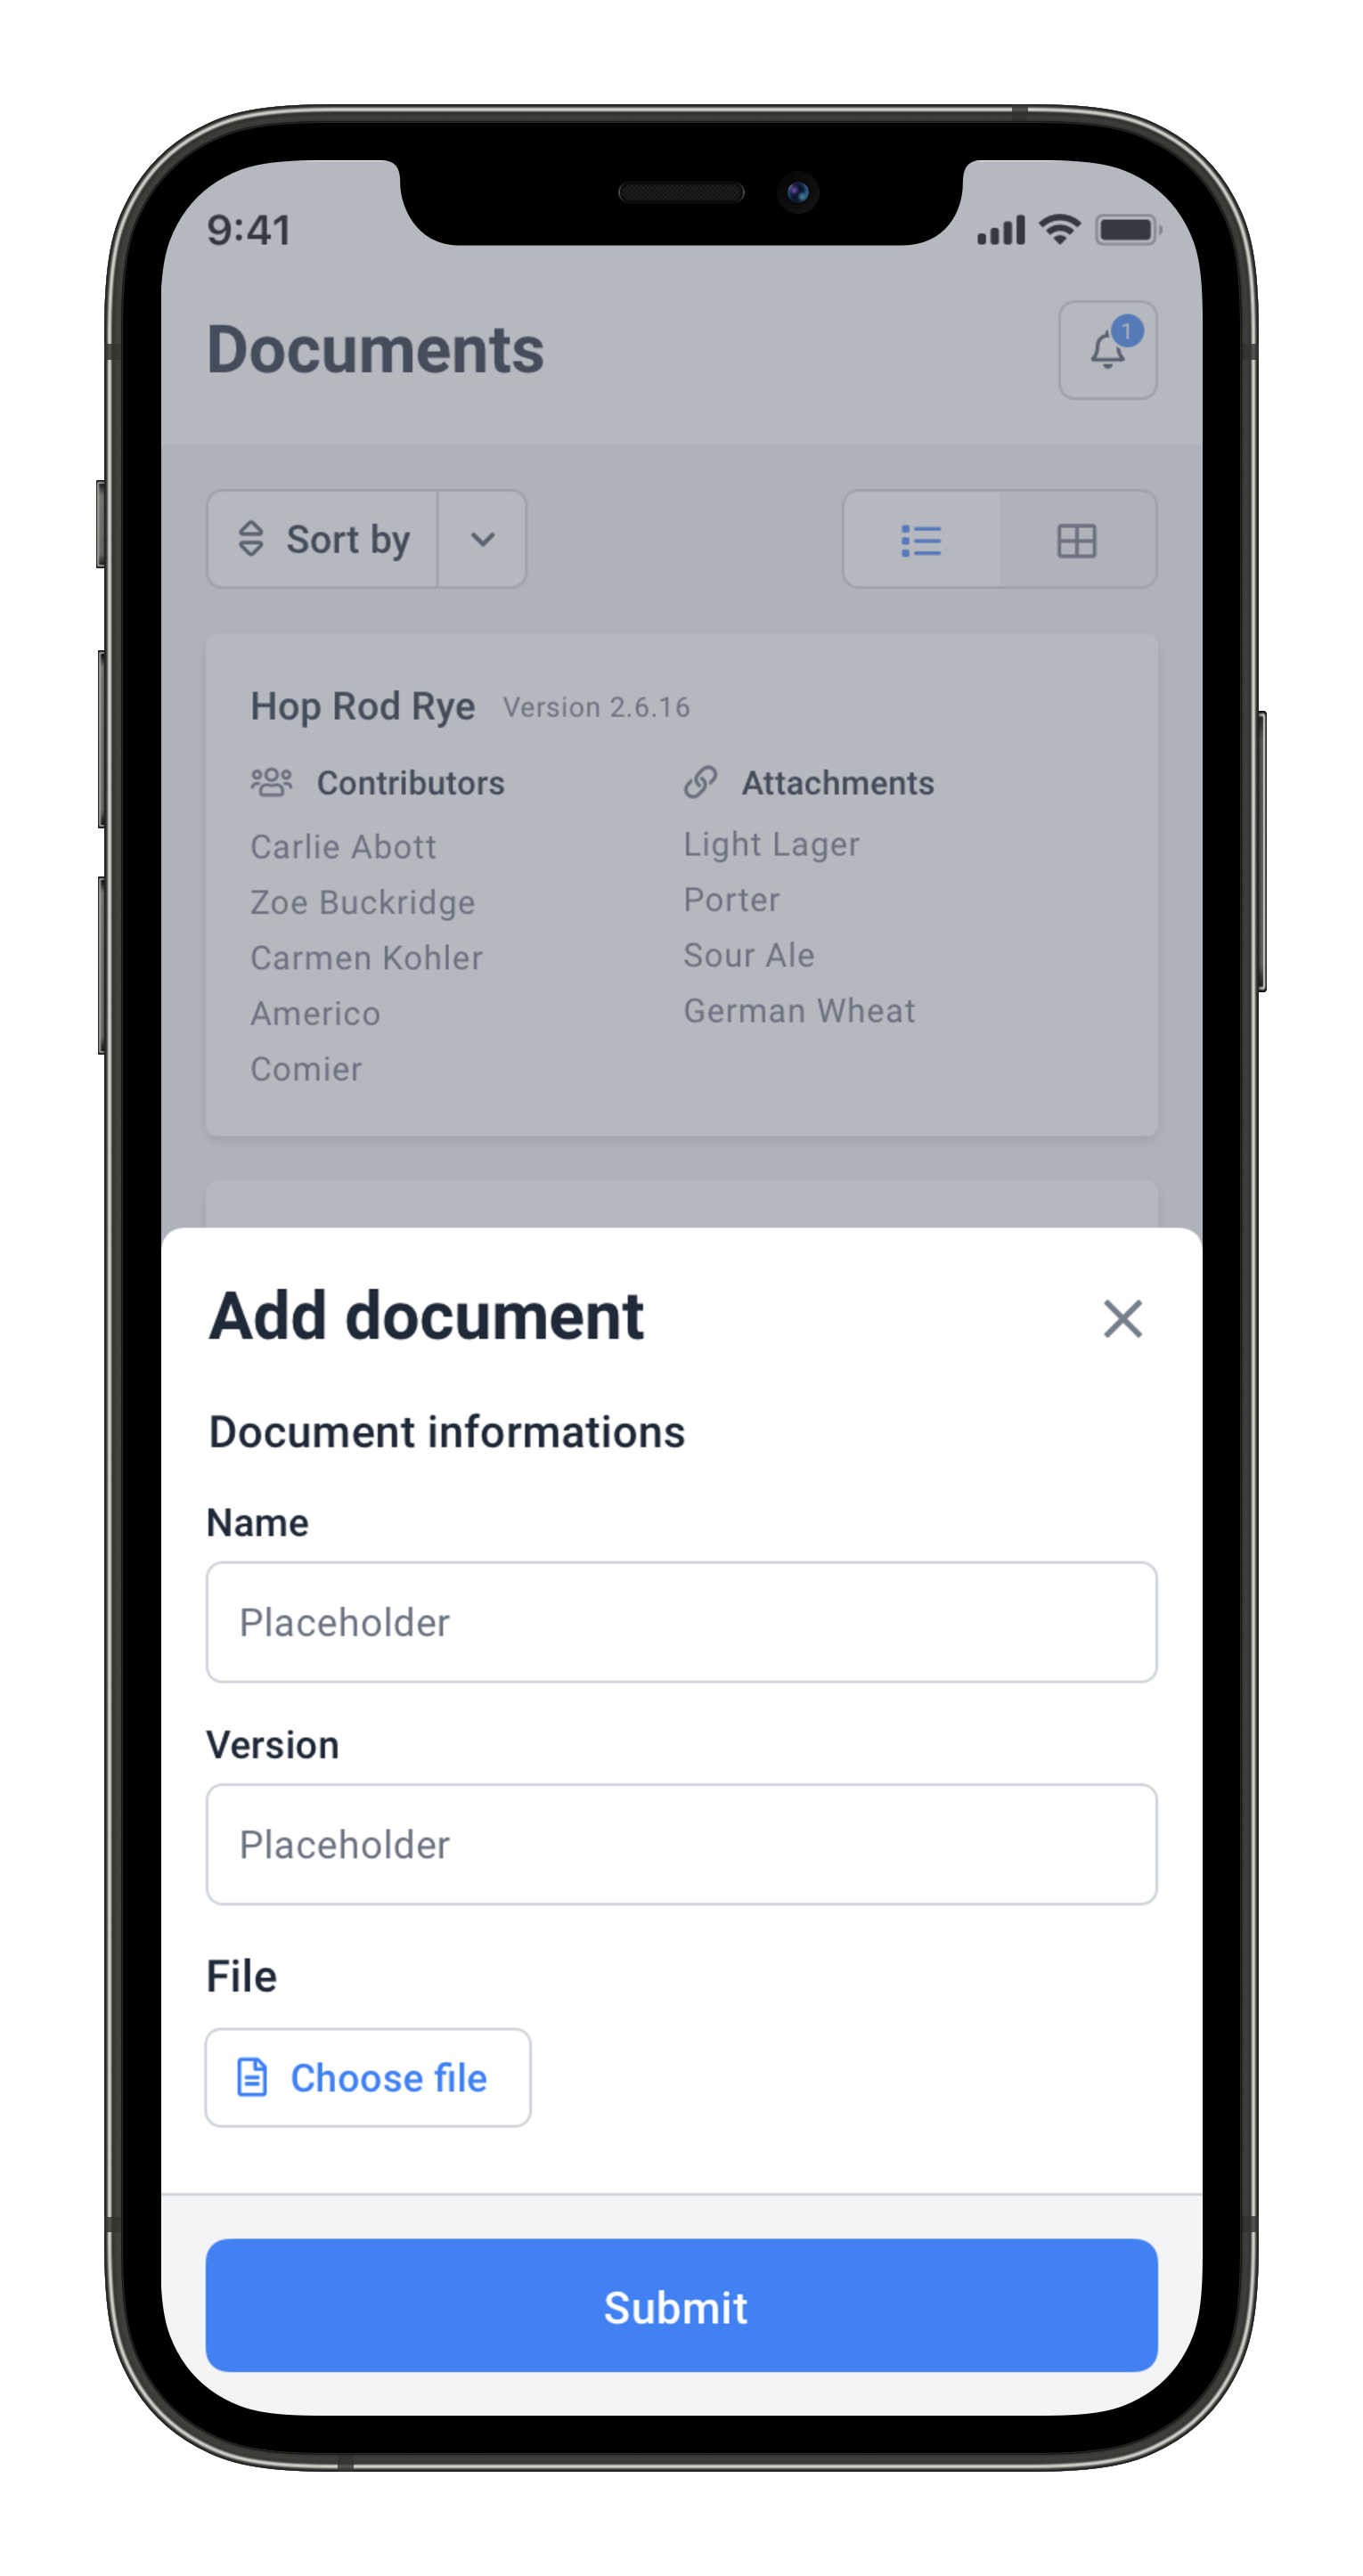 9:41
Documents
1
Sort by
Hop Rod Rye Version 2.6.16
Contributors
Carlie Abott
Zoe Buckridge
Carmen Kohler
Americo
Comier
Attachments
Light Lager
Porter
Sour Ale
German Wheat
Add document
Document informations
Name
Placeholder
Version
Placeholder
File
Choose file
Submit